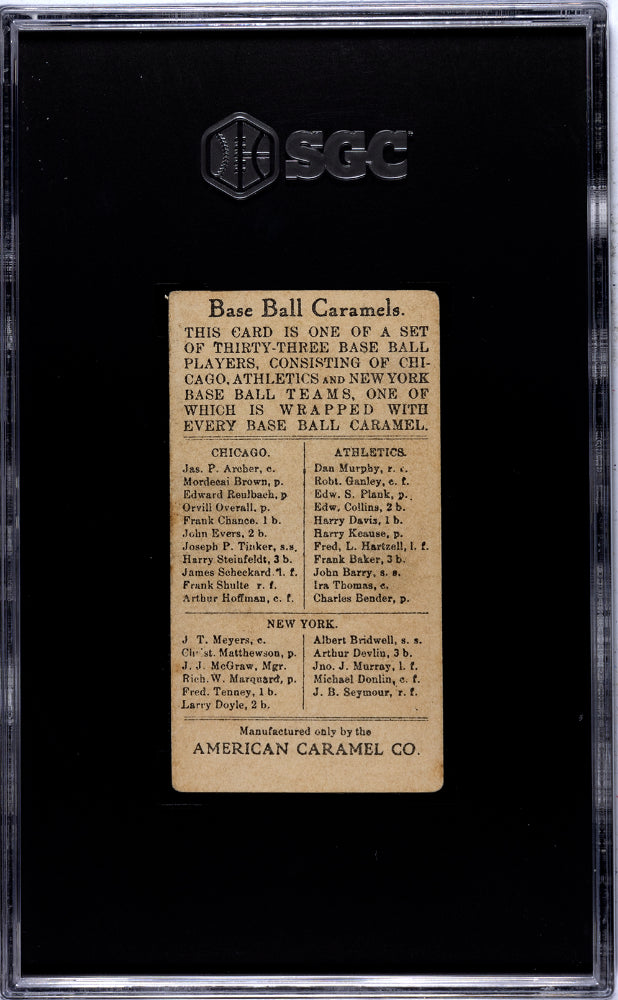 SGC
Base Ball Caramels.
THIS CARD IS ONE OF A SET
OF THIRTY-THREE BASE BALL
PLAYERS, CONSISTING OF CHI-
CAGO, ATHLETICS AND NEW YORK
BASE BALL TEAMS, ONE OF
WHICH IS WRAPPED WITH
EVERY BASE BALL CARAMEL.
CHICAGO.
Jas. P. Archer, c.
Mordecai Brown, p.
Edward Reulbach, p
Orvill Overall, p.
Frank Chance. 1 b.
John Evers, 2 b.
Joseph P. Tinker, s.s.
Harry Steinfeldt, 3 b.
James Scheckard. l. f.
Frank Shulte r. f.
Arthur Hoffman, c. f.
ATHLETICS.
Dan Murphy, r. f.
Robt. Ganley, c. f.
Edw. S. Plank, p.
Edw. Collins, 2 b.
Harry Davis, 1 b.
Harry Keause, p.
Fred. L. Hartzell, l. f.
Frank Baker, 3 b.
John Barry, s. s.
Ira Thomas, c.
Charles Bender, p.
NEW YORK.
J. T. Meyers, c.
Christ. Matthewson, p.
J. J. McGraw, Mgr.
Rich. W. Marquard, p.
Fred. Tenney, 1 b.
Larry Doyle, 2 b.
Albert Bridwell, s. s.
Arthur Devlin, 3 b.
Jno. J. Murray, l. f.
Michael Donlin, c. f.
J. B. Seymour, r. f.
Manufactured only by the
AMERICAN CARAMEL CO.